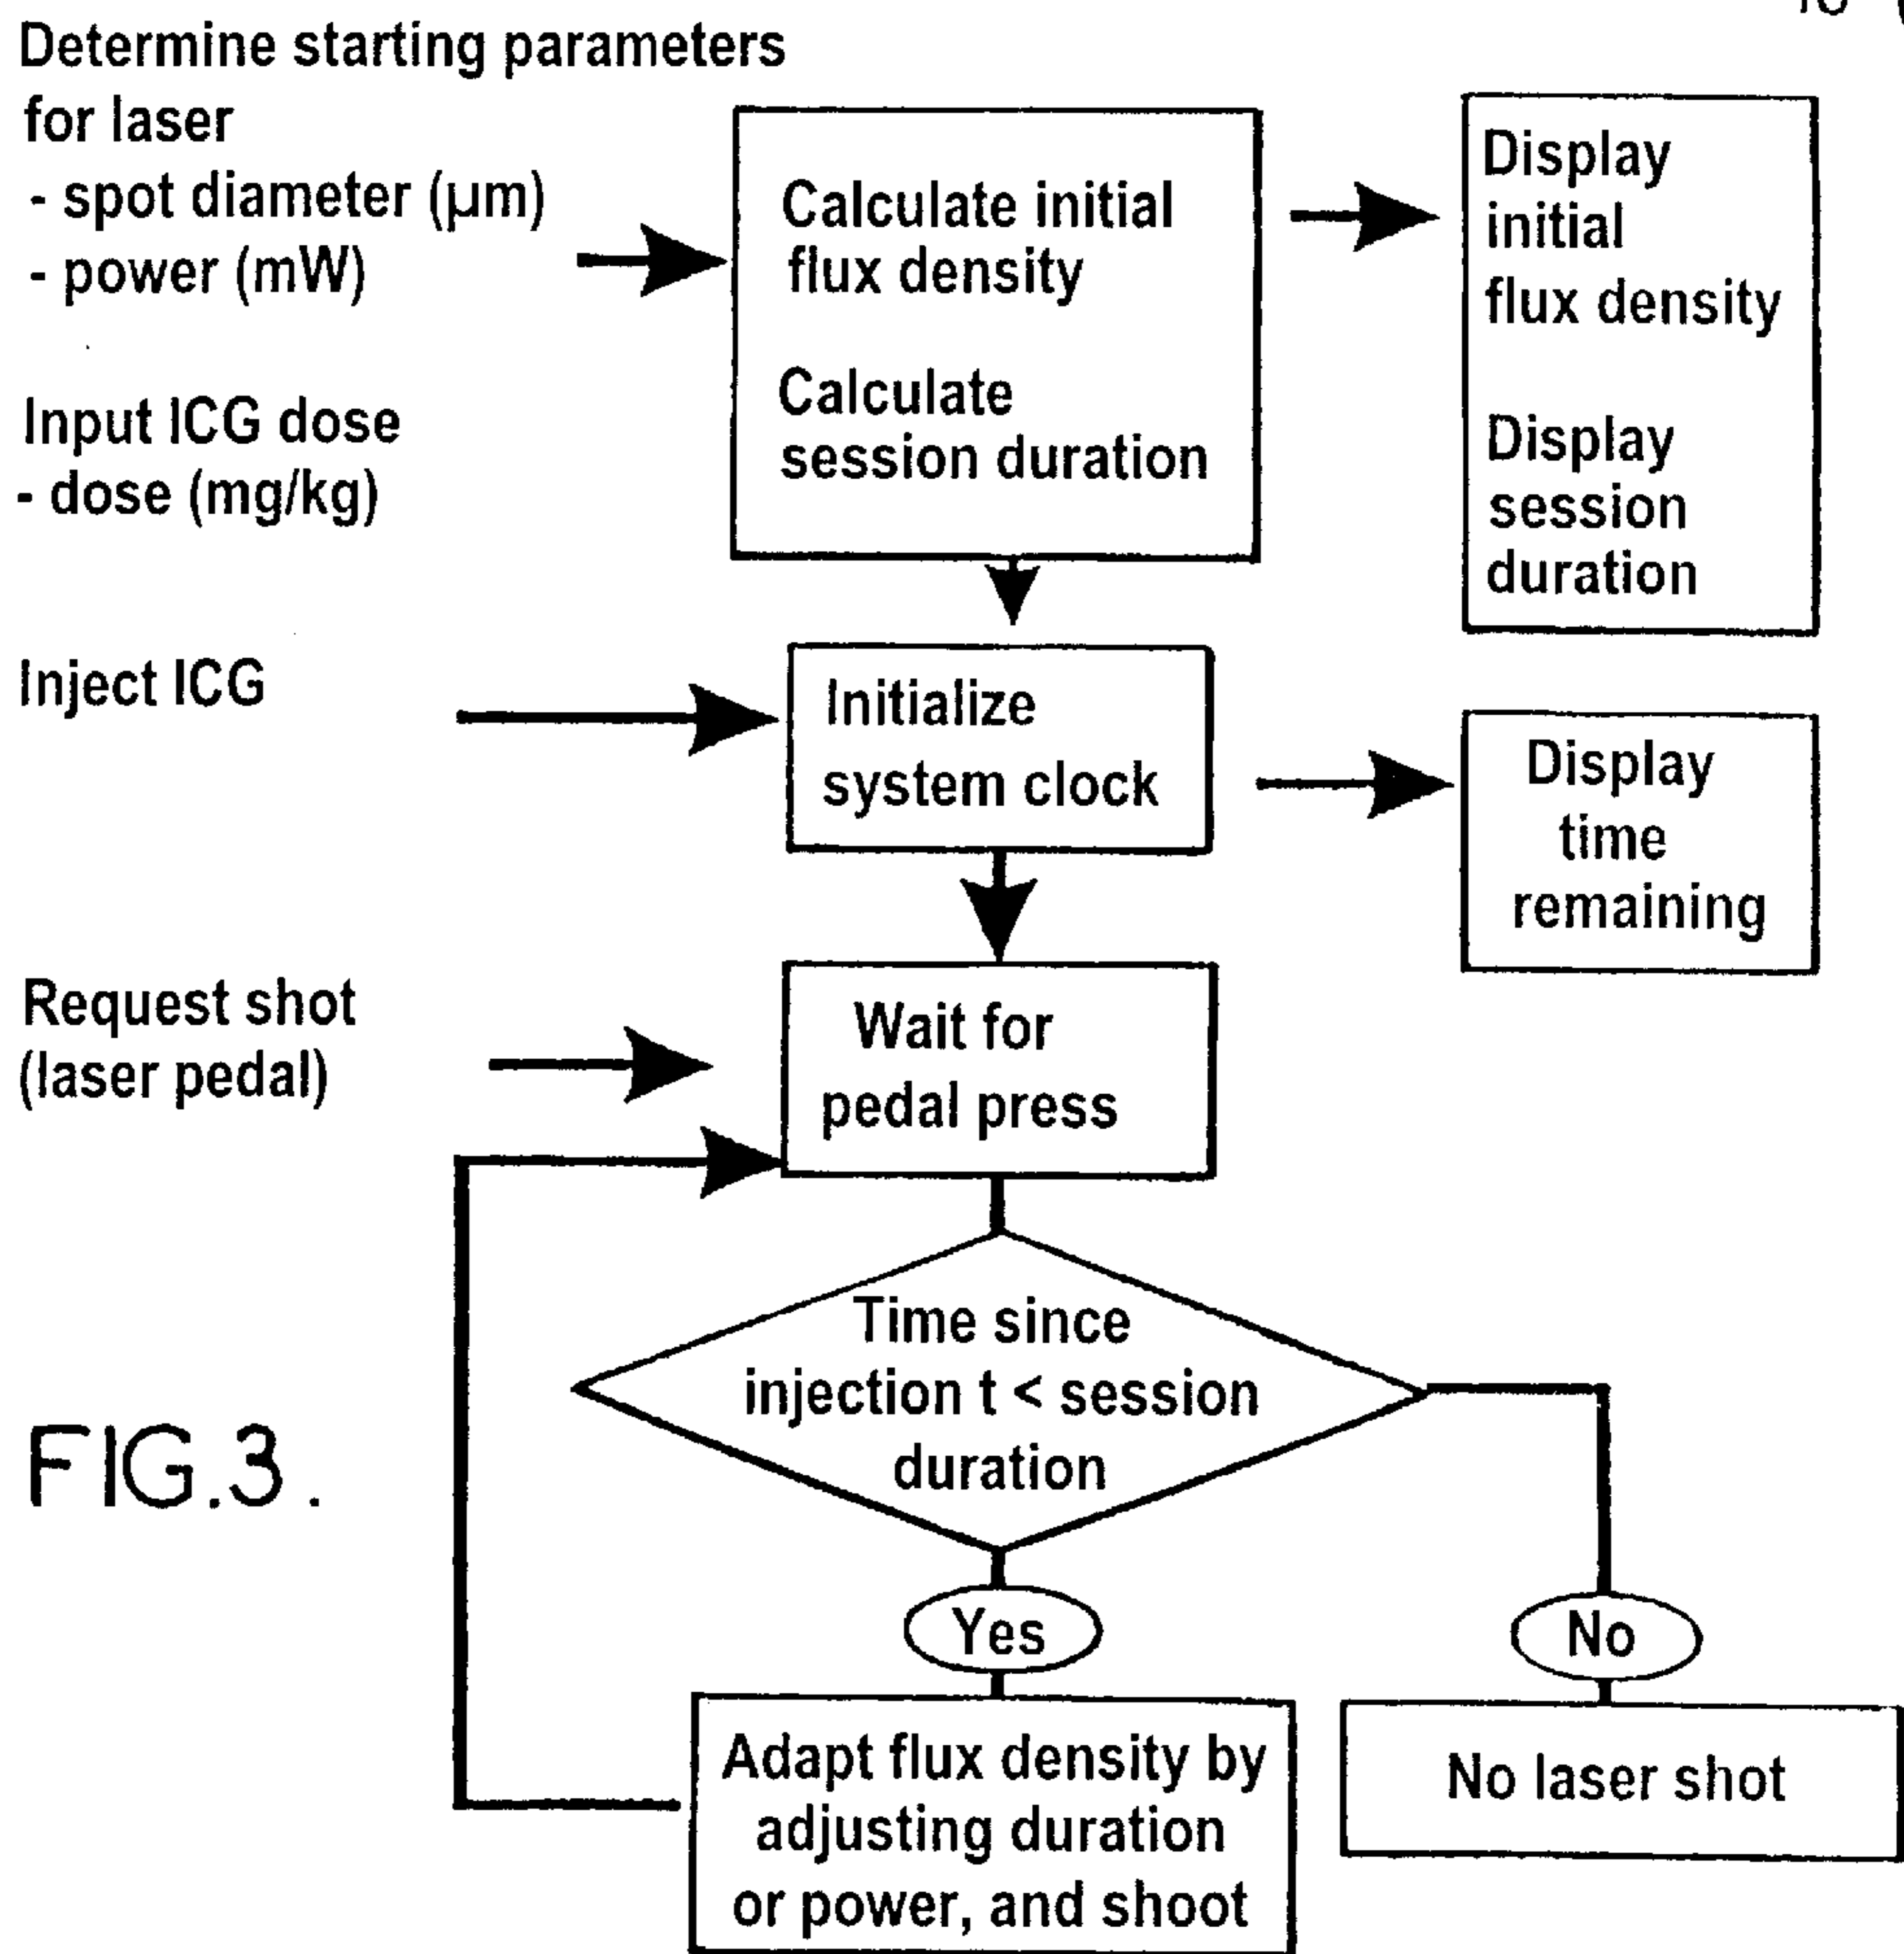 Determine starting parameters
for laser
- spot diameter (µm)
- power (mW)
Input ICG dose
- dose (mg/kg)
Calculate initial
flux density
Calculate
session duration
Display
initial
flux density
Display
session
duration
Inject ICG
Initialize
system clock
Display
time
remaining
Request shot
(laser pedal)
Wait for
pedal press
Time since
injection t < session
duration
FIG.3.
Yes
No
Adapt flux density by
adjusting duration
or power, and shoot
No laser shot